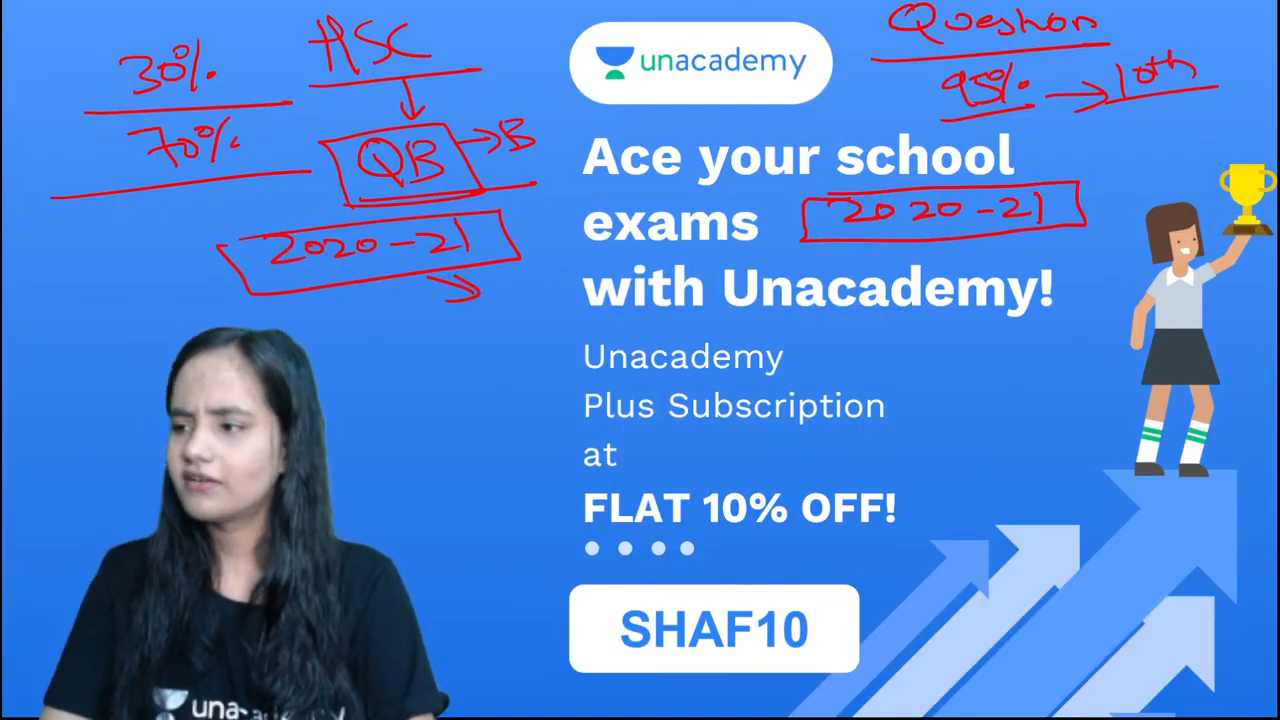 30%
70%
HSC
QB → B
2020-21
unacademy
Question
95% → 10th
Ace your school
exams
2020-21
with Unacademy!
Unacademy
Plus Subscription
at
FLAT 10% OFF!
SHAF10